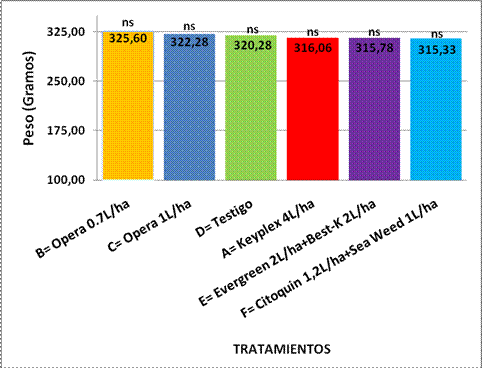 ns ns ns ns ns ns
325,00
325,60 322,28 320,28 316,06 315,78 315,33
250,00
175,00
100,00
Peso (Gramos)
B= Opera 0.7L/ha
C= Opera 1L/ha
D= Testigo
A= Keyplex 4L/ha
E= Evergreen 2L/ha+Best-K 2L/ha
F= Citoquin 1,2L/ha+Sea Weed 1L/ha
TRATAMIENTOS